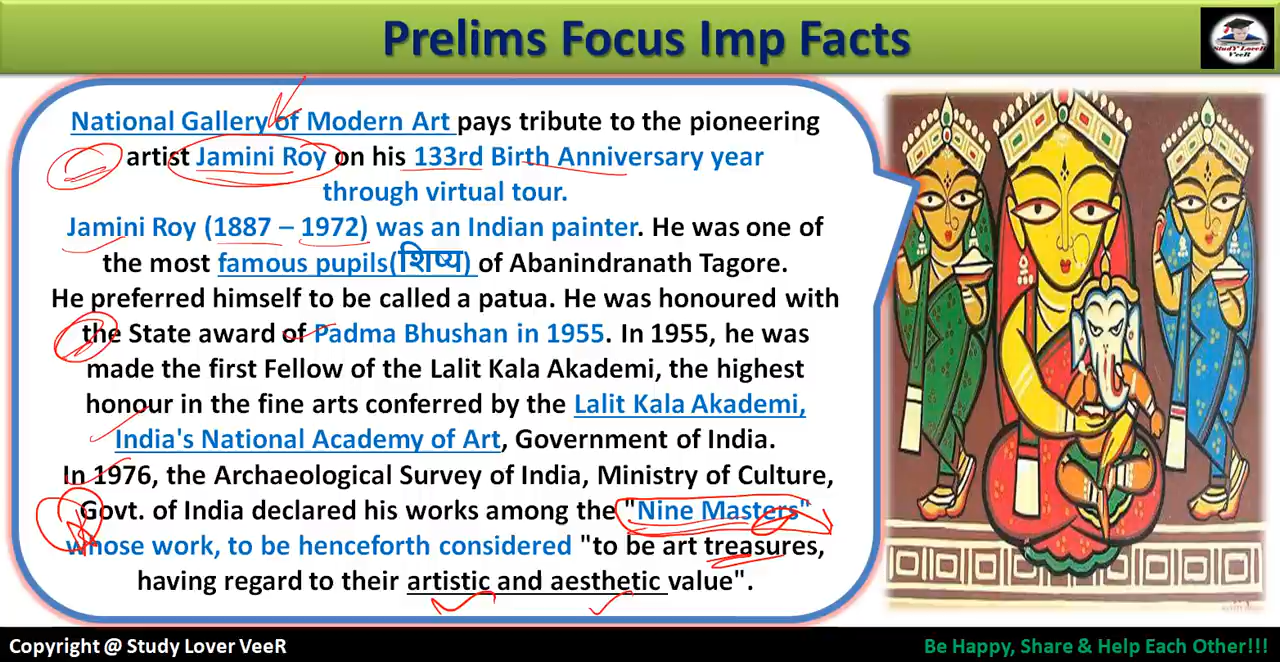 Prelims Focus Imp Facts
StudY LoveR
VeeR
National Gallery of Modern Art pays tribute to the pioneering
artist Jamini Roy on his 133rd Birth Anniversary year
through virtual tour.
Jamini Roy (1887 – 1972) was an Indian painter. He was one of
the most famous pupils(शिष्य) of Abanindranath Tagore.
He preferred himself to be called a patua. He was honoured with
the State award of Padma Bhushan in 1955. In 1955, he was
made the first Fellow of the Lalit Kala Akademi, the highest
honour in the fine arts conferred by the Lalit Kala Akademi,
India's National Academy of Art, Government of India.
In 1976, the Archaeological Survey of India, Ministry of Culture,
Govt. of India declared his works among the "Nine Masters"
whose work, to be henceforth considered "to be art treasures,
having regard to their artistic and aesthetic value".
Copyright @ Study Lover VeeR
Be Happy, Share & Help Each Other!!!